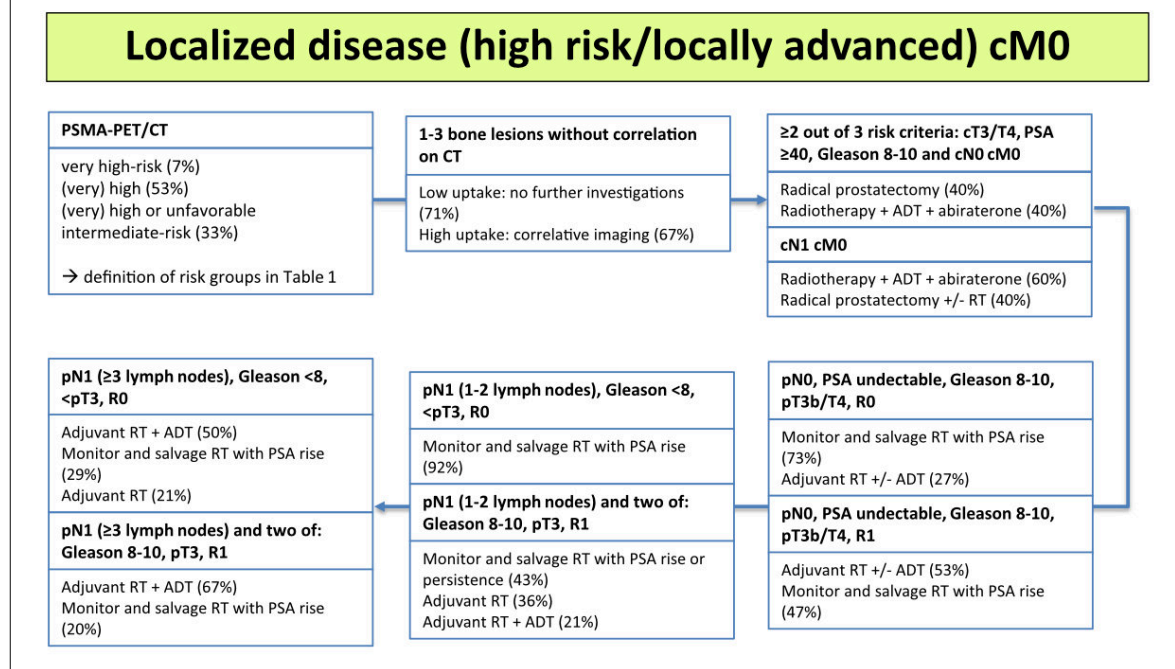 Localized disease (high risk/locally advanced) cM0
PSMA-PET/CT
very high-risk (7%)
(very) high (53%)
(very) high or unfavorable
intermediate-risk (33%)
→ definition of risk groups in Table 1
1-3 bone lesions without correlation
on CT
Low uptake: no further investigations
(71%)
High uptake: correlative imaging (67%)
≥2 out of 3 risk criteria: cT3/T4, PSA
≥40, Gleason 8-10 and cN0 cM0
Radical prostatectomy (40%)
Radiotherapy + ADT + abiraterone (40%)
cN1 cM0
Radiotherapy + ADT + abiraterone (60%)
Radical prostatectomy +/- RT (40%)
pN1 (≥3 lymph nodes), Gleason <8,
<pT3, R0
Adjuvant RT + ADT (50%)
Monitor and salvage RT with PSA rise
(29%)
Adjuvant RT (21%)
pN1 (≥3 lymph nodes) and two of:
Gleason 8-10, pT3, R1
Adjuvant RT + ADT (67%)
Monitor and salvage RT with PSA rise
(20%)
pN1 (1-2 lymph nodes), Gleason <8,
<pT3, R0
Monitor and salvage RT with PSA rise
(92%)
pN1 (1-2 lymph nodes) and two of:
Gleason 8-10, pT3, R1
Monitor and salvage RT with PSA rise or
persistence (43%)
Adjuvant RT (36%)
Adjuvant RT + ADT (21%)
pN0, PSA undectable, Gleason 8-10,
pT3b/T4, R0
Monitor and salvage RT with PSA rise
(73%)
Adjuvant RT +/- ADT (27%)
pN0, PSA undectable, Gleason 8-10,
pT3b/T4, R1
Adjuvant RT +/- ADT (53%)
Monitor and salvage RT with PSA rise
(47%)